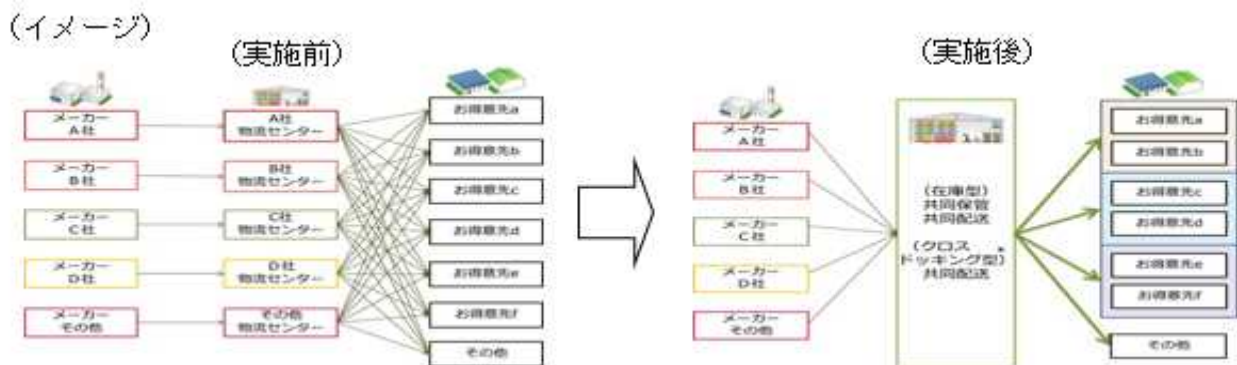 (イメージ)
(実施前)
メーカー
A社
メーカー
B社
メーカー
C社
メーカー
D社
メーカー
その他
A社
物流センター
B社
物流センター
C社
物流センター
D社
物流センター
その他
物流センター
お得意先a
お得意先b
お得意先c
お得意先d
お得意先e
お得意先f
その他
(実施後)
メーカー
A社
メーカー
B社
メーカー
C社
メーカー
D社
メーカー
その他
(在庫型)
共同保管
共同配送
(クロス
ドッキング型)
共同配送
お得意先a
お得意先b
お得意先c
お得意先d
お得意先e
お得意先f
その他